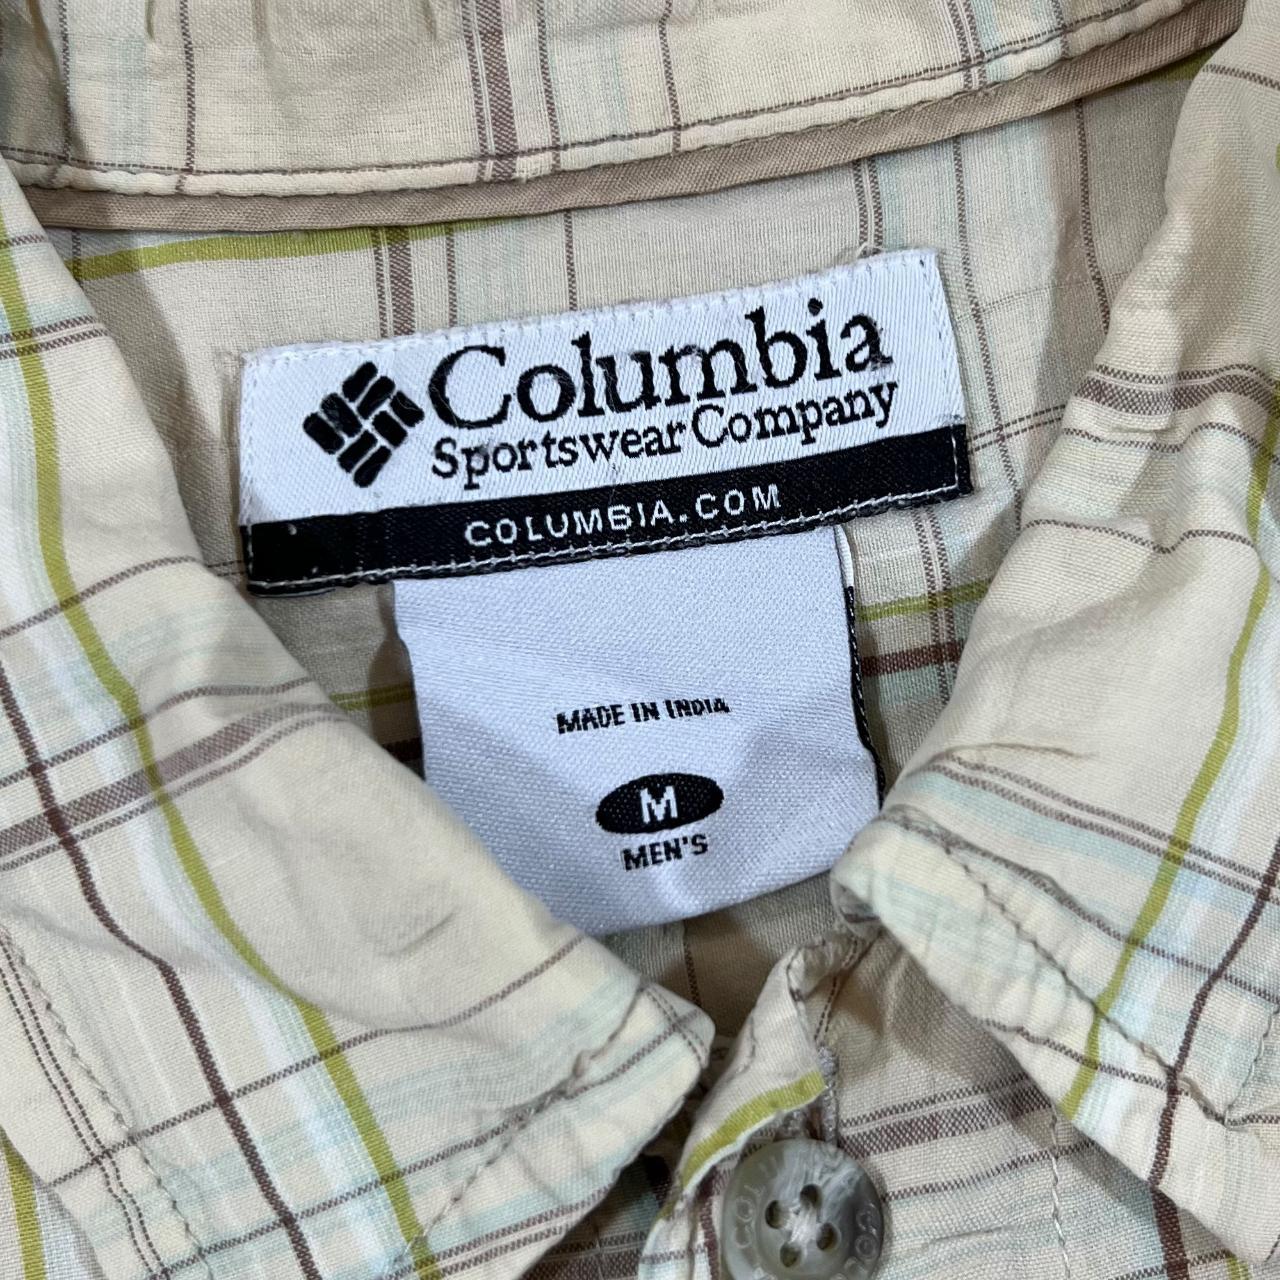 Columbia
Sportswear Company
COLUMBIA.COM
MADE IN INDIA
M
MEN'S